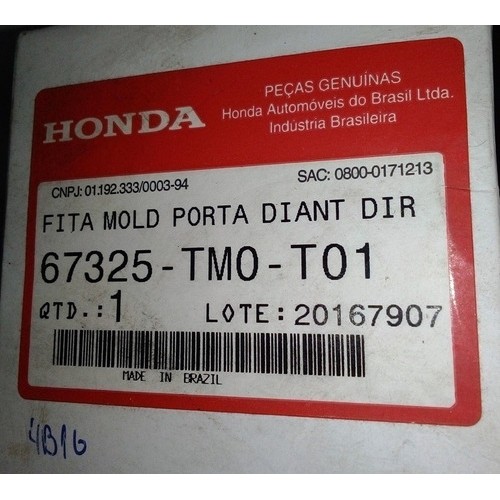 HONDA
PEÇAS GENUÍNAS
Honda Automóveis do Brasil Ltda.
Indústria Brasileira
CNPJ: 01.192.333/0003-94
SAC: 0800-0171213
FITA MOLD PORTA DIANT DIR
67325-TM0-T01
QTD.:1
LOTE: 20167907
MADE IN BRAZIL
4B16